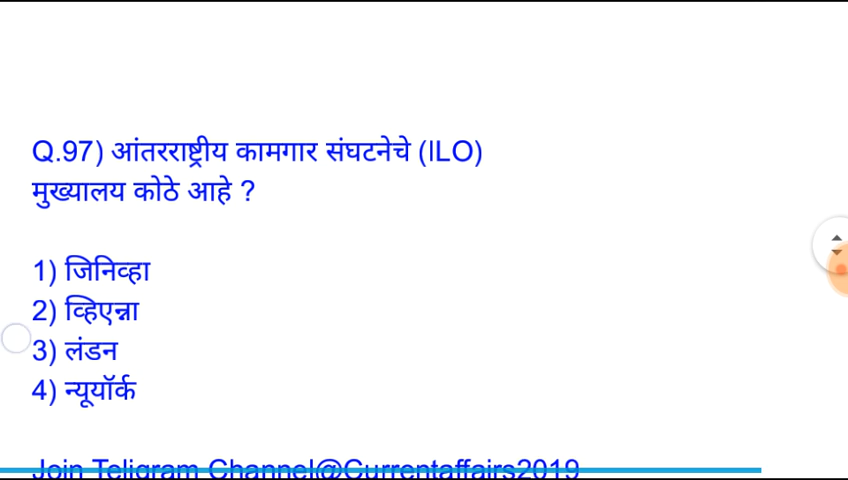 Q.97) आंतरराष्ट्रीय कामगार संघटनेचे (ILO)
मुख्यालय कोठे आहे ?
1) जिनिव्हा
2) व्हिएन्ना
3) लंडन
4) न्यूयॉर्क
Join Teligram Channel@Currentaffairs2019